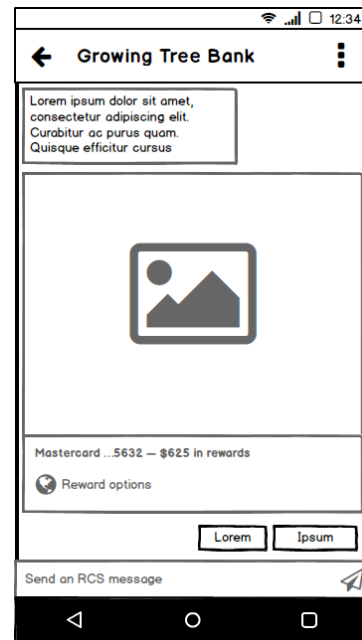 12:34
Growing Tree Bank
Lorem ipsum dolor sit amet,
consectetur adipiscing elit.
Curabitur ac purus quam.
Quisque efficitur cursus
Mastercard ...5632 — $625 in rewards
Reward options
Lorem
Ipsum
Send an RCS message